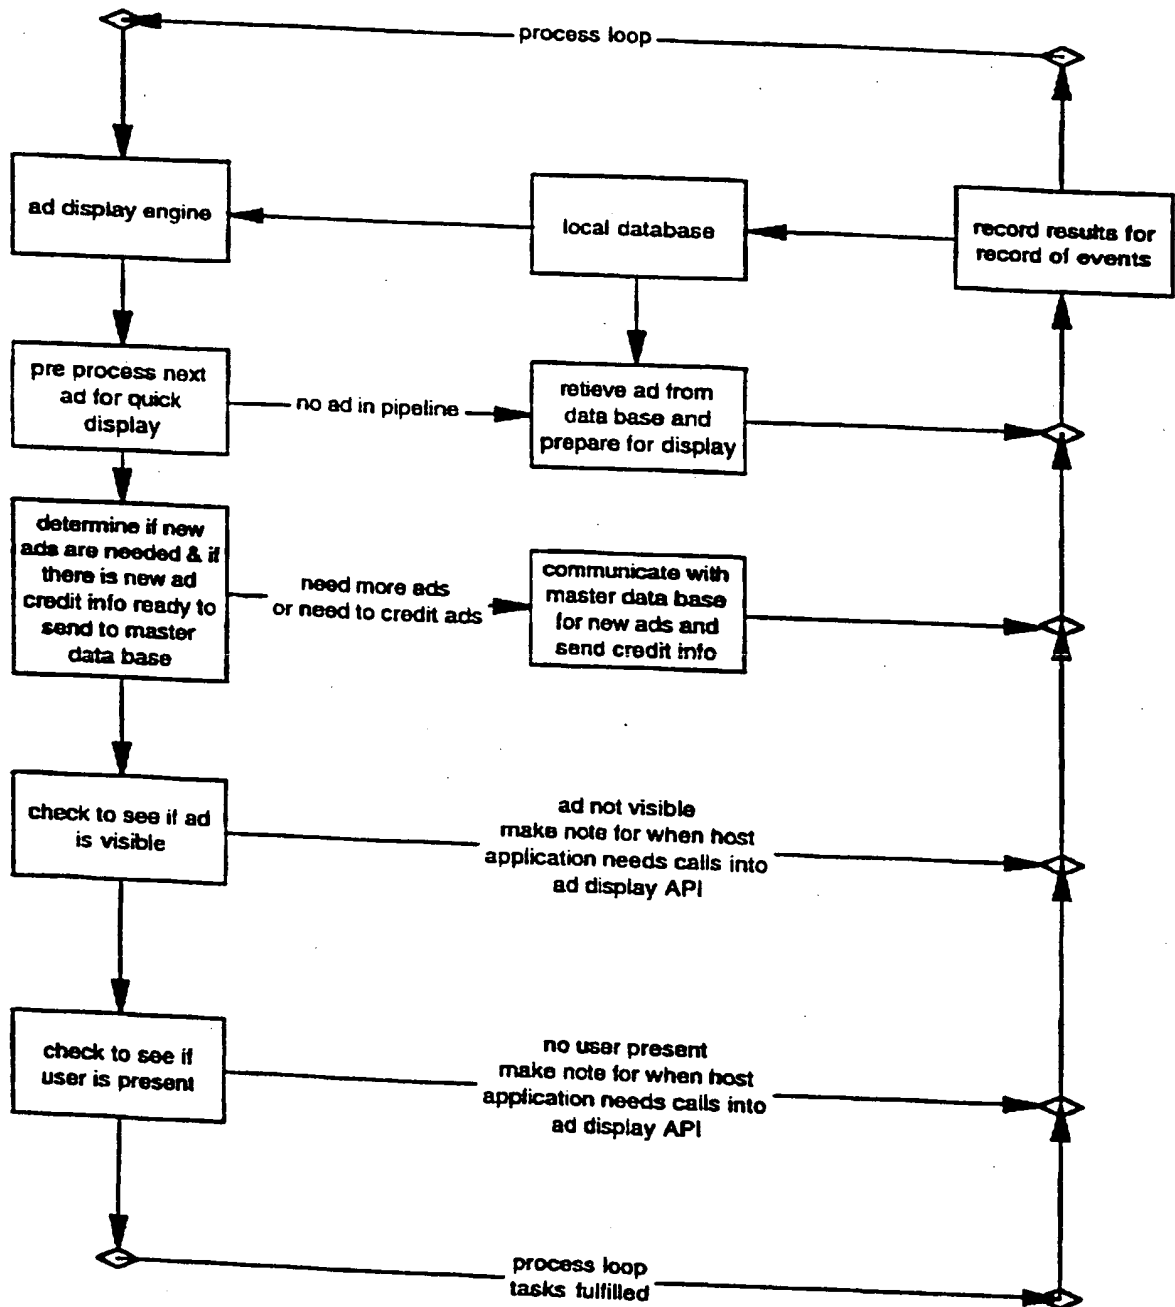 process loop
ad display engine
local database
record results for
record of events
pre process next
ad for quick
display
no ad in pipeline
retieve ad from
data base and
prepare for display
determine if new
ads are needed & if
there is new ad
credit info ready to
send to master
data base
need more ads
or need to credit ads
communicate with
master data base
for new ads and
send credit info
check to see if ad
is visible
ad not visible
make note for when host
application needs calls into
ad display API
check to see if
user is present
no user present
make note for when host
application needs calls into
ad display API
process loop
tasks fulfilled